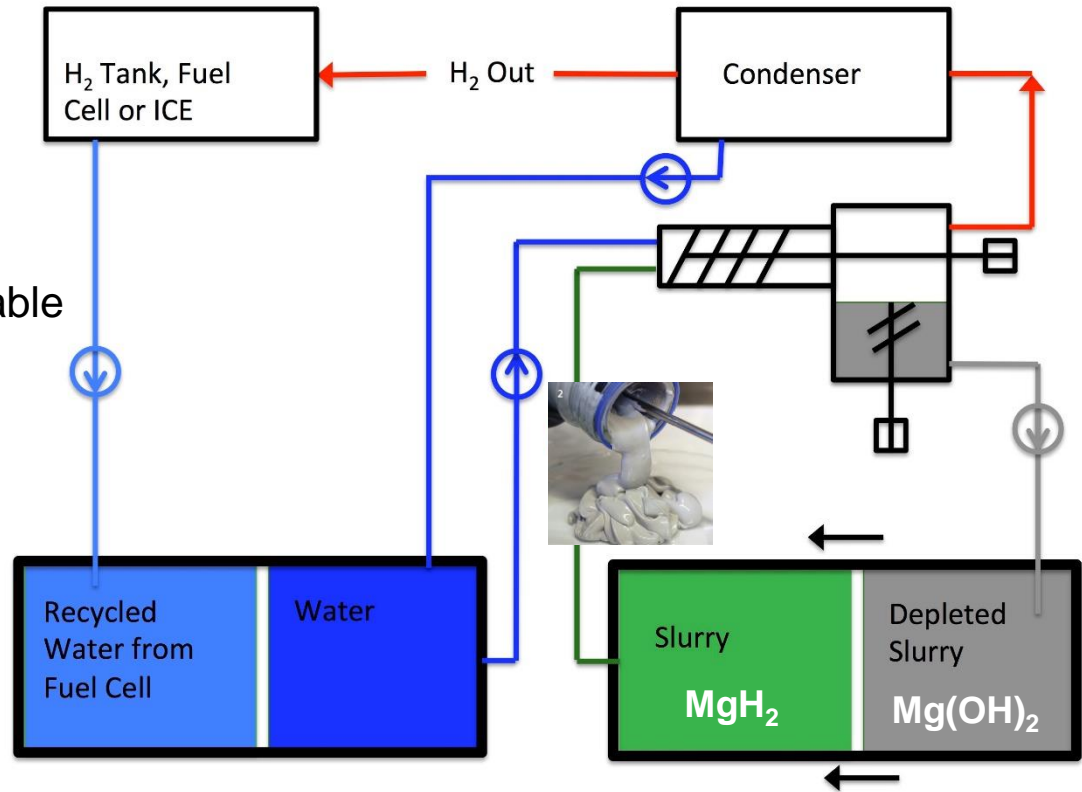 H₂ Tank, Fuel
Cell or ICE
H₂ Out
Condenser
able
2
Recycled
Water from
Fuel Cell
Water
Slurry
MgH₂
Depleted
Slurry
Mg(OH)₂